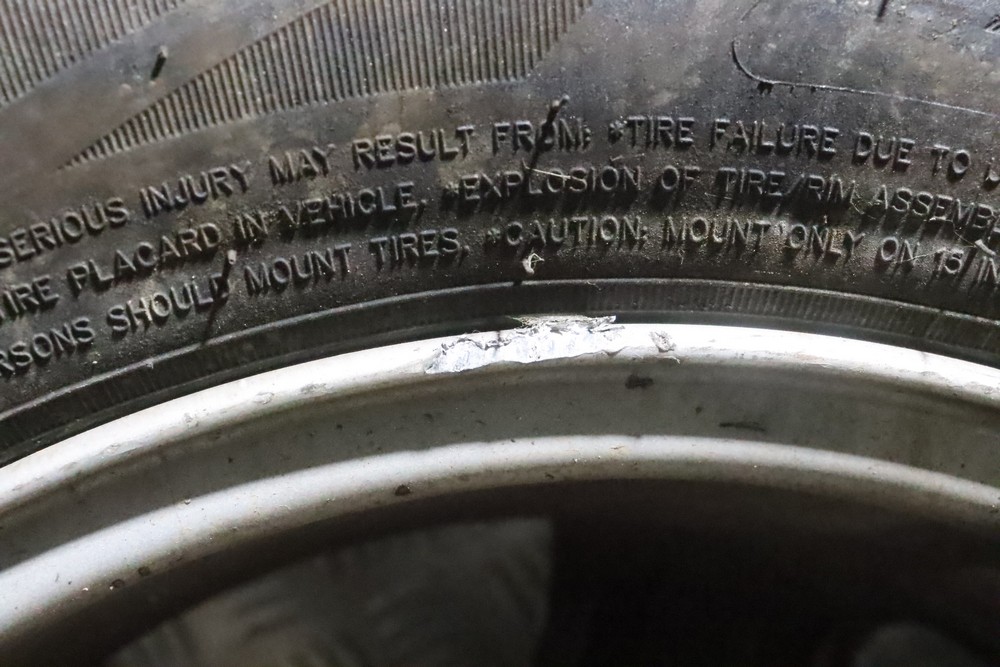 SERIOUS INJURY MAY RESULT FROM: *TIRE FAILURE DUE TO
TIRE PLACARD IN VEHICLE. *EXPLOSION OF TIRE/RIM ASSEMB
RSONS SHOULD MOUNT TIRES. *CAUTION: MOUNT ONLY ON IN